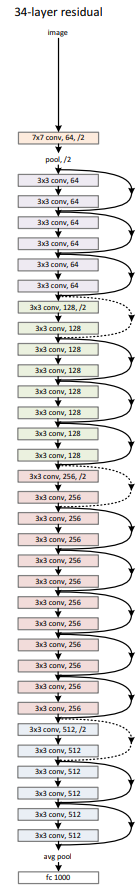 34-layer residual
image
7x7 conv, 64, /2
pool, /2
3x3 conv, 64
3x3 conv, 64
3x3 conv, 64
3x3 conv, 64
3x3 conv, 64
3x3 conv, 64
3x3 conv, 128, /2
3x3 conv, 128
3x3 conv, 128
3x3 conv, 128
3x3 conv, 128
3x3 conv, 128
3x3 conv, 128
3x3 conv, 128
3x3 conv, 256, /2
3x3 conv, 256
3x3 conv, 256
3x3 conv, 256
3x3 conv, 256
3x3 conv, 256
3x3 conv, 256
3x3 conv, 256
3x3 conv, 256
3x3 conv, 256
3x3 conv, 256
3x3 conv, 256
3x3 conv, 512, /2
3x3 conv, 512
3x3 conv, 512
3x3 conv, 512
3x3 conv, 512
3x3 conv, 512
avg pool
fc 1000